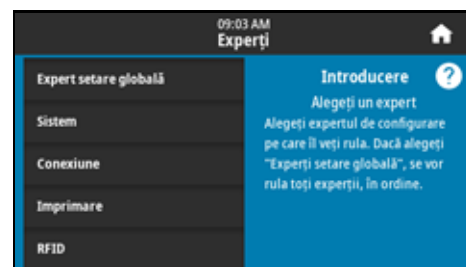 09:03 AM
Experți
Expert setare globală
Sistem
Conexiune
Imprimare
RFID
Introducere
?
Alegeți un expert
Alegeți expertul de configurare
pe care îl veți rula. Dacă alegeți
"Experți setare globală", se vor
rula toți experții, în ordine.